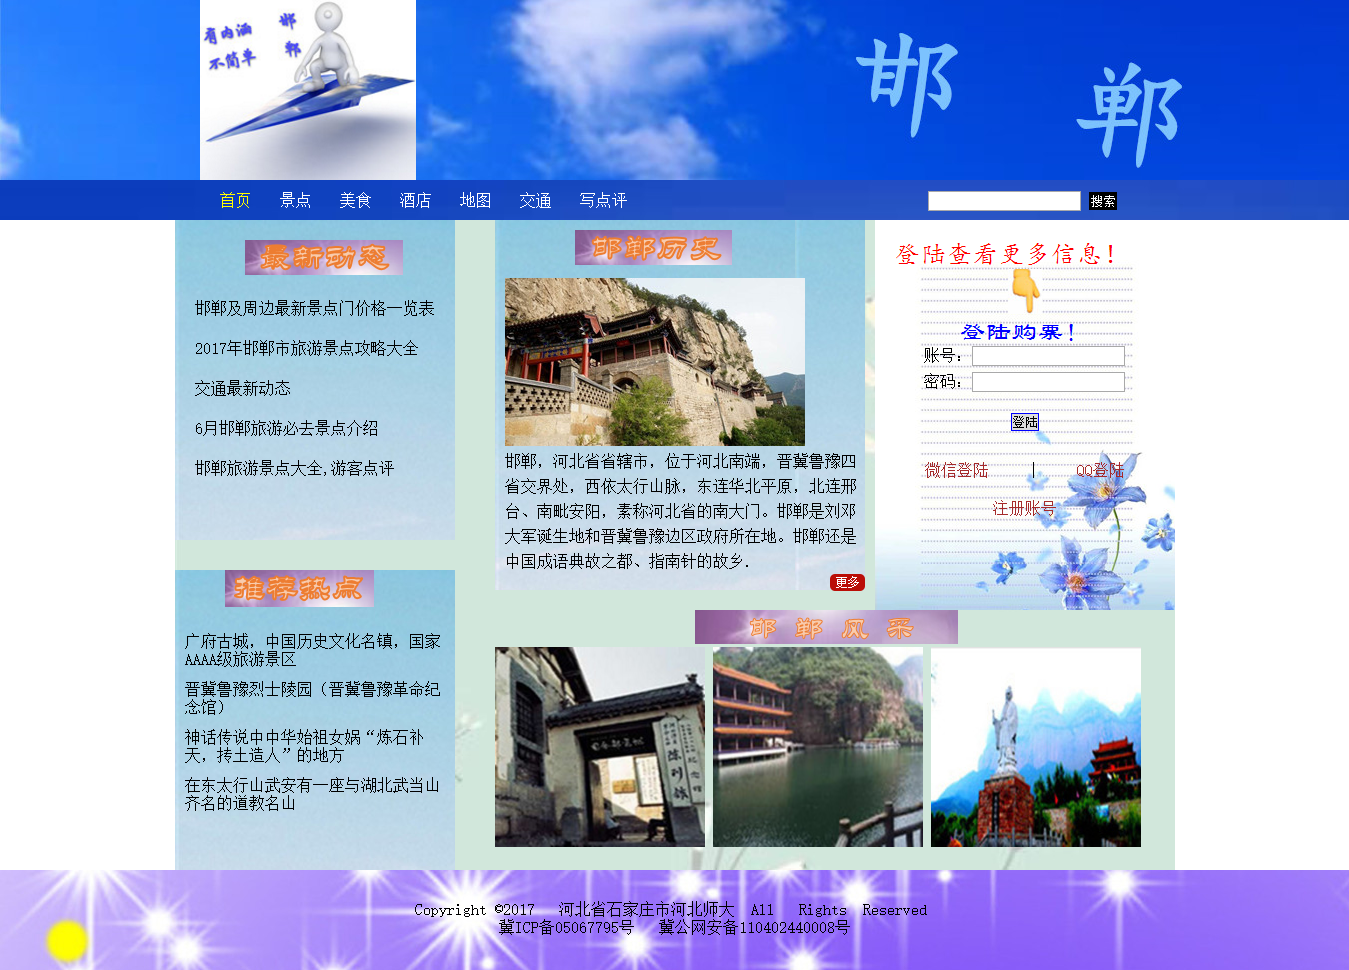 有内涵
不简单
邯
郸
邯
郸
首页 景点 美食 酒店 地图 交通 写点评
搜索
最新动态
邯郸及周边最新景点门价格一览表
2017年邯郸市旅游景点攻略大全
交通最新动态
6月邯郸旅游必去景点介绍
邯郸旅游景点大全,游客点评
推荐热点
广府古城，中国历史文化名镇，国家
AAAA级旅游景区
晋冀鲁豫烈士陵园（晋冀鲁豫革命纪
念馆）
神话传说中中华始祖女娲“炼石补
天，抟土造人”的地方
在东太行山武安有一座与湖北武当山
齐名的道教名山
邯郸历史
邯郸，河北省省辖市，位于河北南端，晋冀鲁豫四
省交界处，西依太行山脉，东连华北平原，北连邢
台、南毗安阳，素称河北省的南大门。邯郸是刘邓
大军诞生地和晋冀鲁豫边区政府所在地。邯郸还是
中国成语典故之都、指南针的故乡.
更多
登陆查看更多信息！
登陆购票！
账号：
密码：
登陆
微信登陆 | QQ登陆
注册账号
邯 郸 风 采
Copyright ©2017 河北省石家庄市河北师大 All Rights Reserved
冀ICP备05067795号 冀公网安备110402440008号